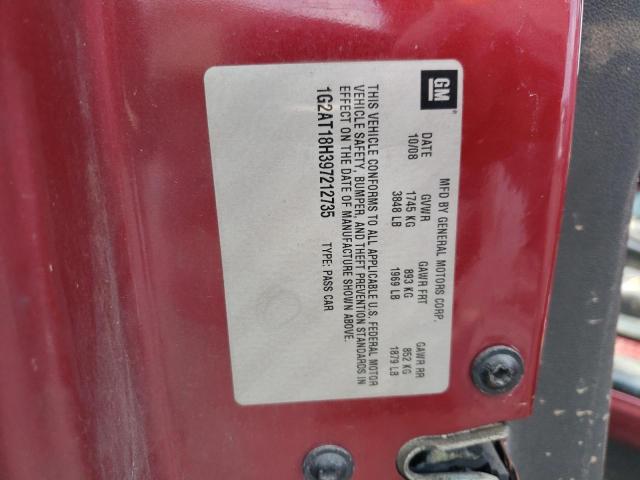 GM
MFD BY GENERAL MOTORS CORP.
DATE GVWR GAWR FRT GAWR RR
10/08 1745 KG 893 KG 852 KG
3848 LB 1969 LB 1879 LB
THIS VEHICLE CONFORMS TO ALL APPLICABLE U.S. FEDERAL MOTOR
VEHICLE SAFETY, BUMPER, AND THEFT PREVENTION STANDARDS IN
EFFECT ON THE DATE OF MANUFACTURE SHOWN ABOVE.
1G2AT18H397212735 TYPE: PASS CAR